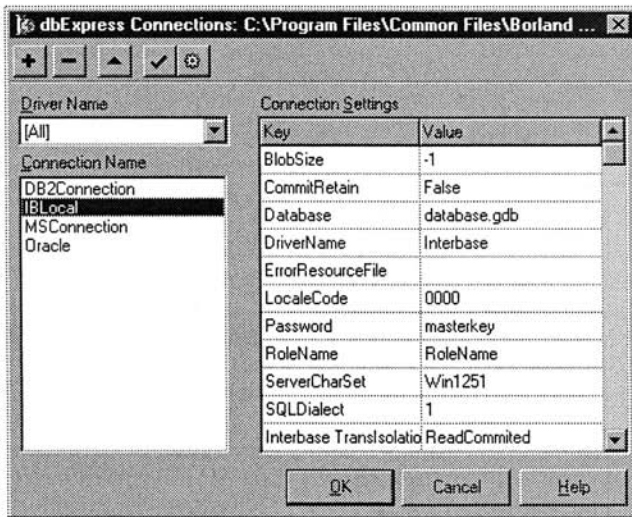 dbExpress Connections: C:\Program Files\Common Files\Borland ...
Driver Name
[All]
Connection Name
DB2Connection
IBLocal
MSConnection
Oracle
Connection Settings
Key Value
BlobSize -1
CommitRetain False
Database database.gdb
DriverName Interbase
ErrorResourceFile
LocaleCode 0000
Password masterkey
RoleName RoleName
ServerCharSet Win1251
SQLDialect 1
Interbase TransIsolatio ReadCommited
OK Cancel Help